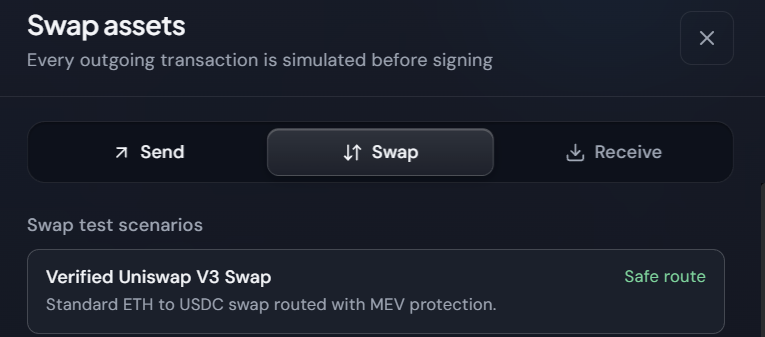 Swap assets
Every outgoing transaction is simulated before signing
Send
Swap
Receive
Swap test scenarios
Verified Uniswap V3 Swap
Safe route
Standard ETH to USDC swap routed with MEV protection.